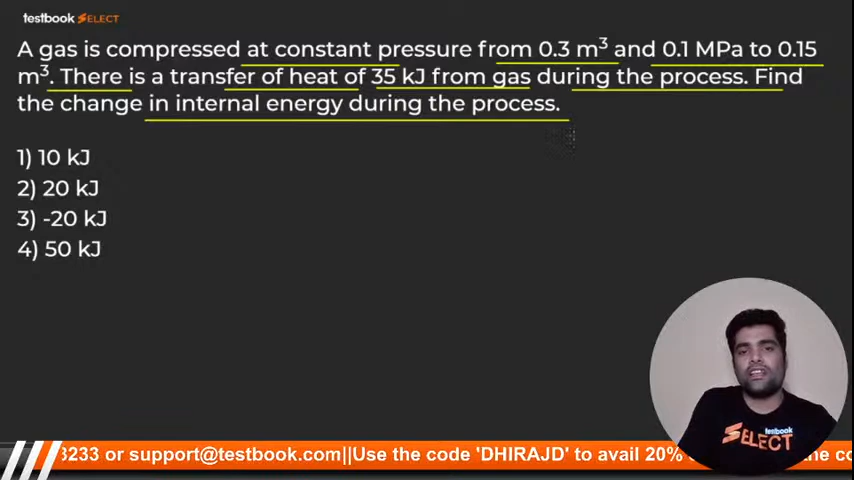 testbook SELECT
A gas is compressed at constant pressure from 0.3 m³ and 0.1 MPa to 0.15
m³. There is a transfer of heat of 35 kJ from gas during the process. Find
the change in internal energy during the process.
1) 10 kJ
2) 20 kJ
3) -20 kJ
4) 50 kJ
testbook
SELECT
3233 or support@testbook.com||Use the code 'DHIRAJD' to avail 20% the co